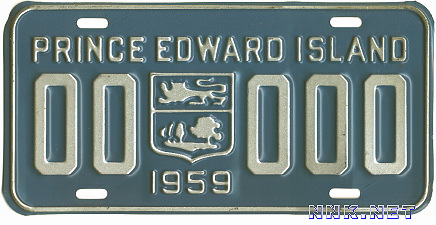 PRINCE EDWARD ISLAND
00 000
1959
NNK.NET